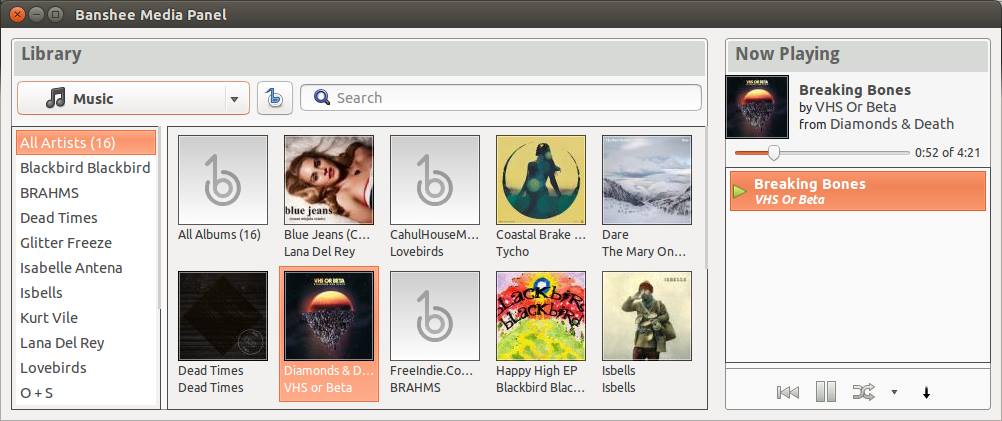 Banshee Media Panel
Library
Music
Search
All Artists (16)
Blackbird Blackbird
BRAHMS
Dead Times
Glitter Freeze
Isabelle Antena
Isbells
Kurt Vile
Lana Del Rey
Lovebirds
O + S
blue jeans
All Albums (16)
Blue Jeans (C...
Lana Del Rey
CahulHouseM...
Lovebirds
Coastal Brake ...
Tycho
Dare
The Mary On...
VHS OR BETA
BLACKBIRD
BLACKBIRD
ISBELLS
Dead Times
Dead Times
Diamonds & D...
VHS or Beta
FreeIndie.Co...
BRAHMS
Happy High EP
Blackbird Blac...
Isbells
Isbells
Now Playing
VHS OR BETA
Breaking Bones
by VHS Or Beta
from Diamonds & Death
0:52 of 4:21
Breaking Bones
VHS Or Beta